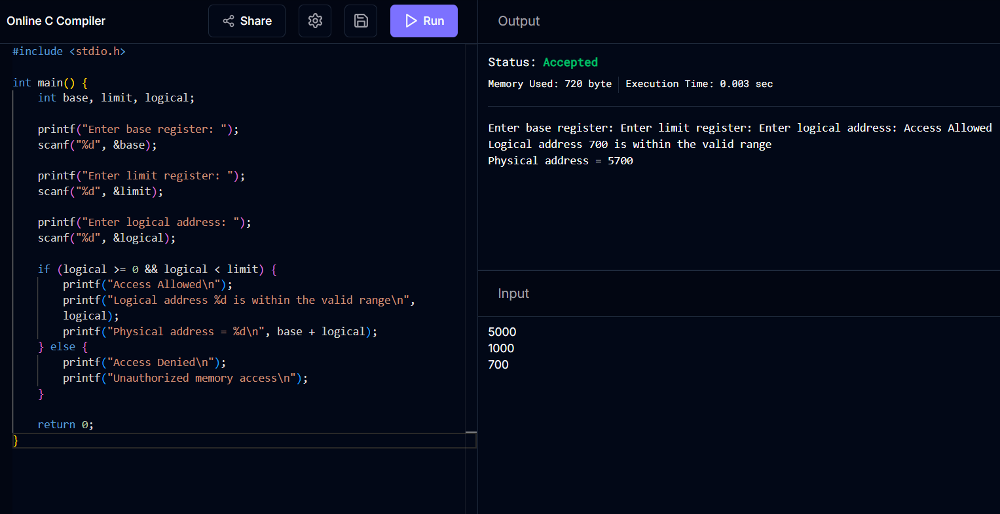 Online C Compiler
Share
Run
#include <stdio.h>
int main() {
    int base, limit, logical;
    printf("Enter base register: ");
    scanf("%d", &base);
    printf("Enter limit register: ");
    scanf("%d", &limit);
    printf("Enter logical address: ");
    scanf("%d", &logical);
    if (logical >= 0 && logical < limit) {
        printf("Access Allowed\n");
        printf("Logical address %d is within the valid range\n",
        logical);
        printf("Physical address = %d\n", base + logical);
    } else {
        printf("Access Denied\n");
        printf("Unauthorized memory access\n");
    }
    return 0;
}
Output
Status: Accepted
Memory Used: 720 byte
Execution Time: 0.003 sec
Enter base register: Enter limit register: Enter logical address: Access Allowed
Logical address 700 is within the valid range
Physical address = 5700
Input
5000
1000
700